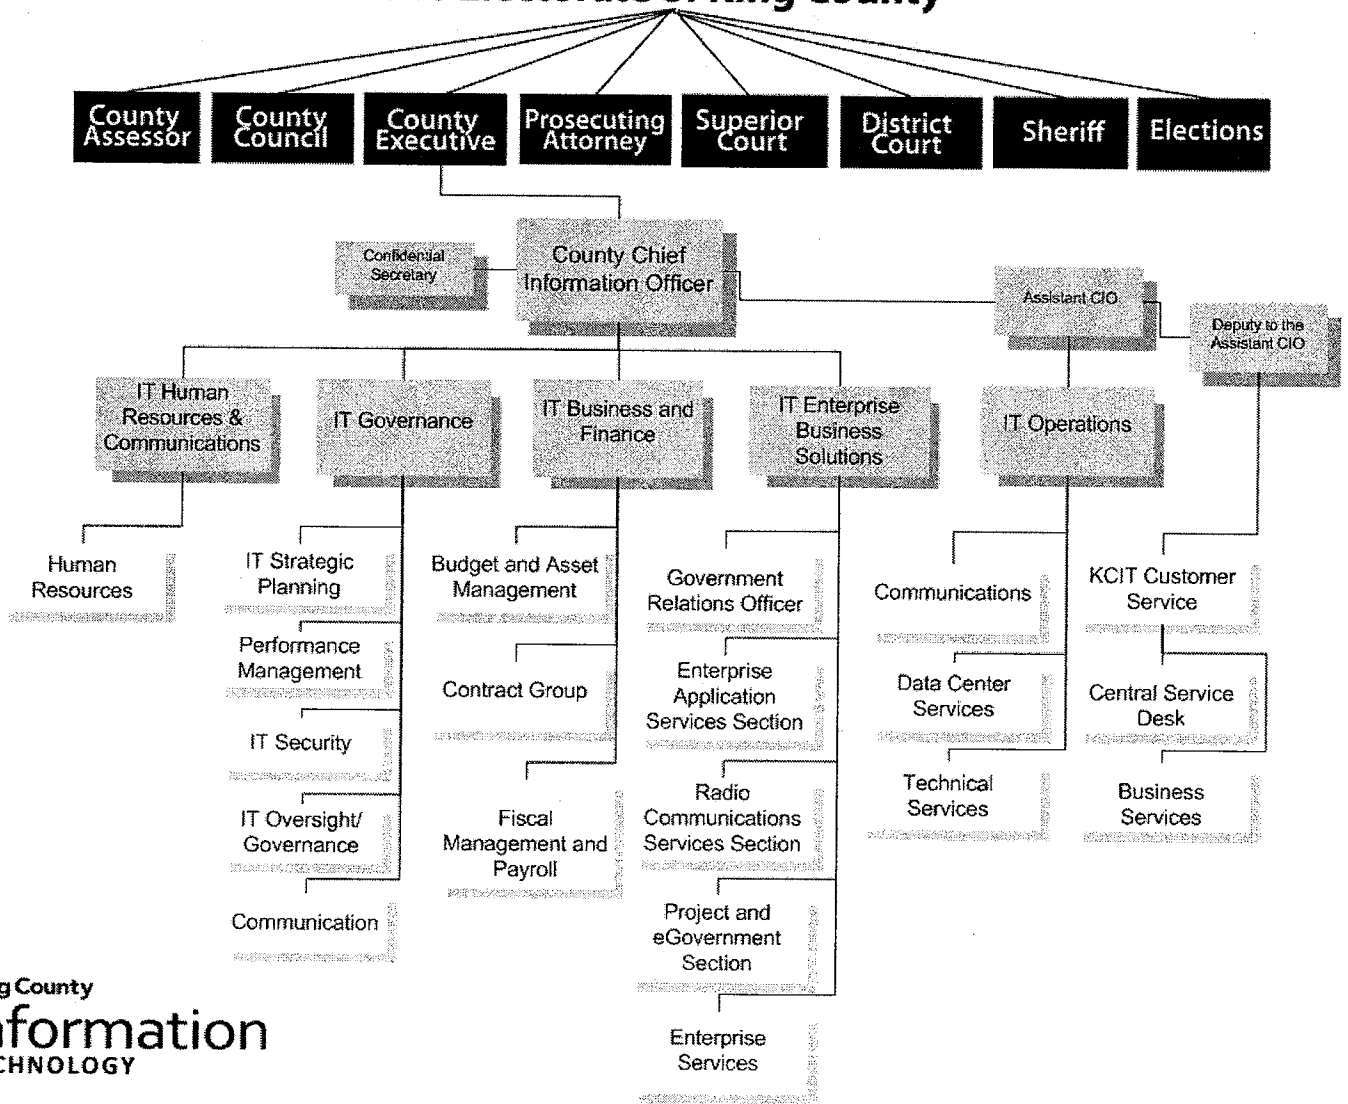 King County
County
Assessor
County
Council
County
Executive
Prosecuting
Attorney
Superior
Court
District
Court
Sheriff
Elections
Confidential
Secretary
County Chief
Information Officer
Assistant CIO
Deputy to the
Assistant CIO
IT Human
Resources &
Communications
IT Governance
IT Business and
Finance
IT Enterprise
Business
Solutions
IT Operations
Human
Resources
IT Strategic
Planning
Performance
Management
IT Security
IT Oversight/
Governance
Communication
Budget and Asset
Management
Contract Group
Fiscal
Management and
Payroll
Government
Relations Officer
Enterprise
Application
Services Section
Radio
Communications
Services Section
Project and
eGovernment
Section
Enterprise
Services
Communications
Data Center
Services
Technical
Services
KCIT Customer
Service
Central Service
Desk
Business
Services
g County
nformation
CHNOLOGY